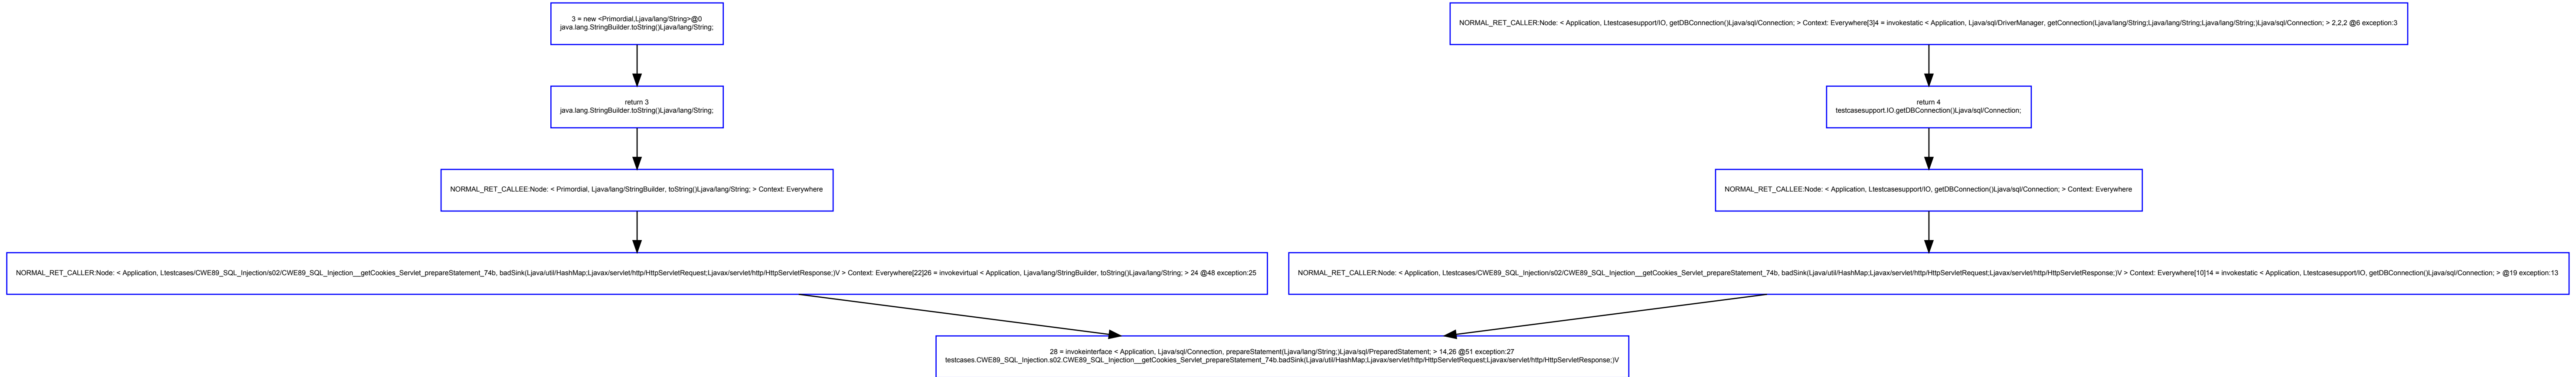 3 = new <Primordial,Ljava/lang/String>@0
java.lang.StringBuilder.toString()Ljava/lang/String;
NORMAL_RET_CALLER:Node: < Application, Ltestcasesupport/IO, getDBConnection()Ljava/sql/Connection; > Context: Everywhere[3]4 = invokestatic < Application, Ljava/sql/DriverManager, getConnection(Ljava/lang/String;Ljava/lang/String;Ljava/lang/String;)Ljava/sql/Connection; > 2,2,2 @6 exception:3
return 3
java.lang.StringBuilder.toString()Ljava/lang/String;
return 4
testcasesupport.IO.getDBConnection()Ljava/sql/Connection;
NORMAL_RET_CALLEE:Node: < Primordial, Ljava/lang/StringBuilder, toString()Ljava/lang/String; > Context: Everywhere
NORMAL_RET_CALLEE:Node: < Application, Ltestcasesupport/IO, getDBConnection()Ljava/sql/Connection; > Context: Everywhere
NORMAL_RET_CALLER:Node: < Application, Ltestcases/CWE89_SQL_Injection/s02/CWE89_SQL_Injection__getCookies_Servlet_prepareStatement_74b, badSink(Ljava/util/HashMap;Ljavax/servlet/http/HttpServletRequest;Ljavax/servlet/http/HttpServletResponse;)V > Context: Everywhere[22]26 = invokevirtual < Application, Ljava/lang/StringBuilder, toString()Ljava/lang/String; > 24 @48 exception:25
NORMAL_RET_CALLER:Node: < Application, Ltestcases/CWE89_SQL_Injection/s02/CWE89_SQL_Injection__getCookies_Servlet_prepareStatement_74b, badSink(Ljava/util/HashMap;Ljavax/servlet/http/HttpServletRequest;Ljavax/servlet/http/HttpServletResponse;)V > Context: Everywhere[10]14 = invokestatic < Application, Ltestcasesupport/IO, getDBConnection()Ljava/sql/Connection; > @19 exception:13
28 = invokeinterface < Application, Ljava/sql/Connection, prepareStatement(Ljava/lang/String;)Ljava/sql/PreparedStatement; > 14,26 @51 exception:27
testcases.CWE89_SQL_Injection.s02.CWE89_SQL_Injection__getCookies_Servlet_prepareStatement_74b.badSink(Ljava/util/HashMap;Ljavax/servlet/http/HttpServletRequest;Ljavax/servlet/http/HttpServletResponse;)V